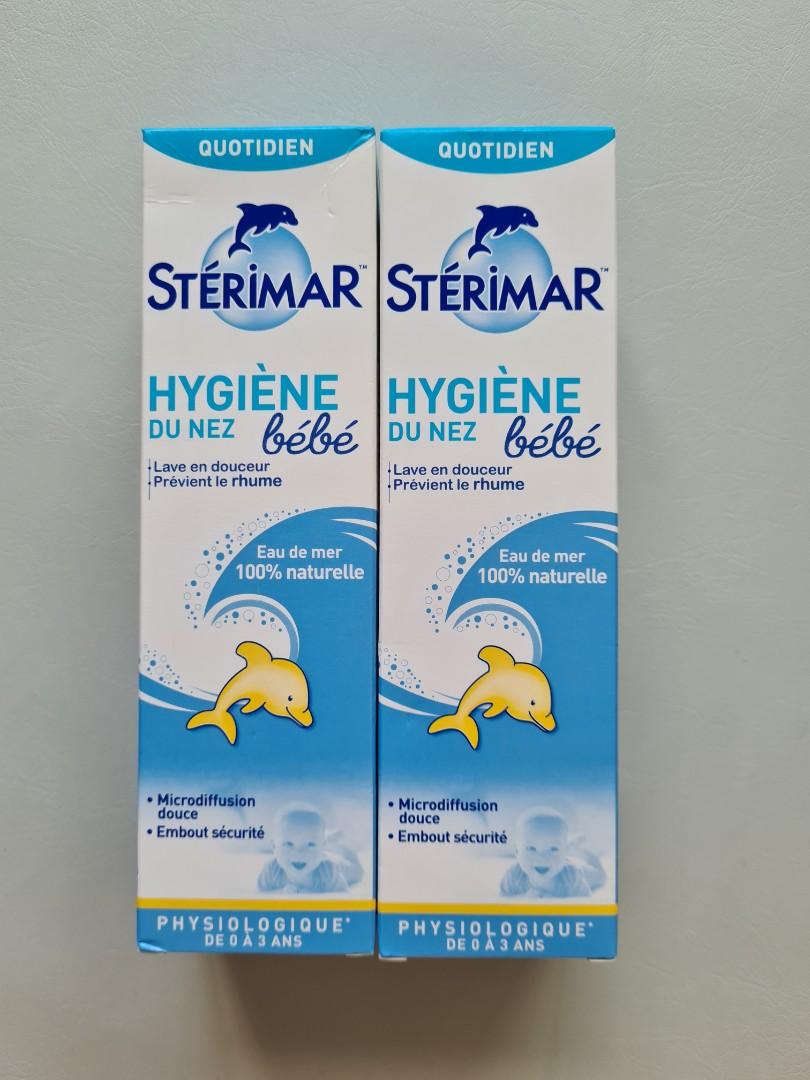 QUOTIDIEN
STÉRIMAR™
HYGIÈNE
DU NEZ bébé
Lave en douceur
Prévient le rhume
Eau de mer
100% naturelle
• Microdiffusion
douce
• Embout sécurité
PHYSIOLOGIQUE*
DE 0 À 3 ANS
QUOTIDIEN
STÉRIMAR™
HYGIÈNE
DU NEZ bébé
Lave en douceur
Prévient le rhume
Eau de mer
100% naturelle
• Microdiffusion
douce
• Embout sécurité
PHYSIOLOGIQUE*
DE 0 À 3 ANS